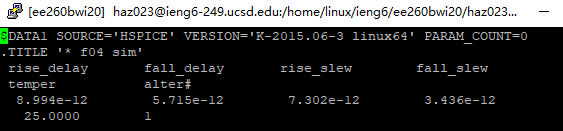 [ee260bwi20] haz023@ieng6-249.ucsd.edu:/home/linux/ieng6/ee260bwi20/haz023...
$DATA1 SOURCE='HSPICE' VERSION='K-2015.06-3 linux64' PARAM_COUNT=0
.TITLE '* f04 sim'
rise_delay fall_delay rise_slew fall_slew
temper alter#
8.994e-12 5.715e-12 7.302e-12 3.436e-12
25.0000 1